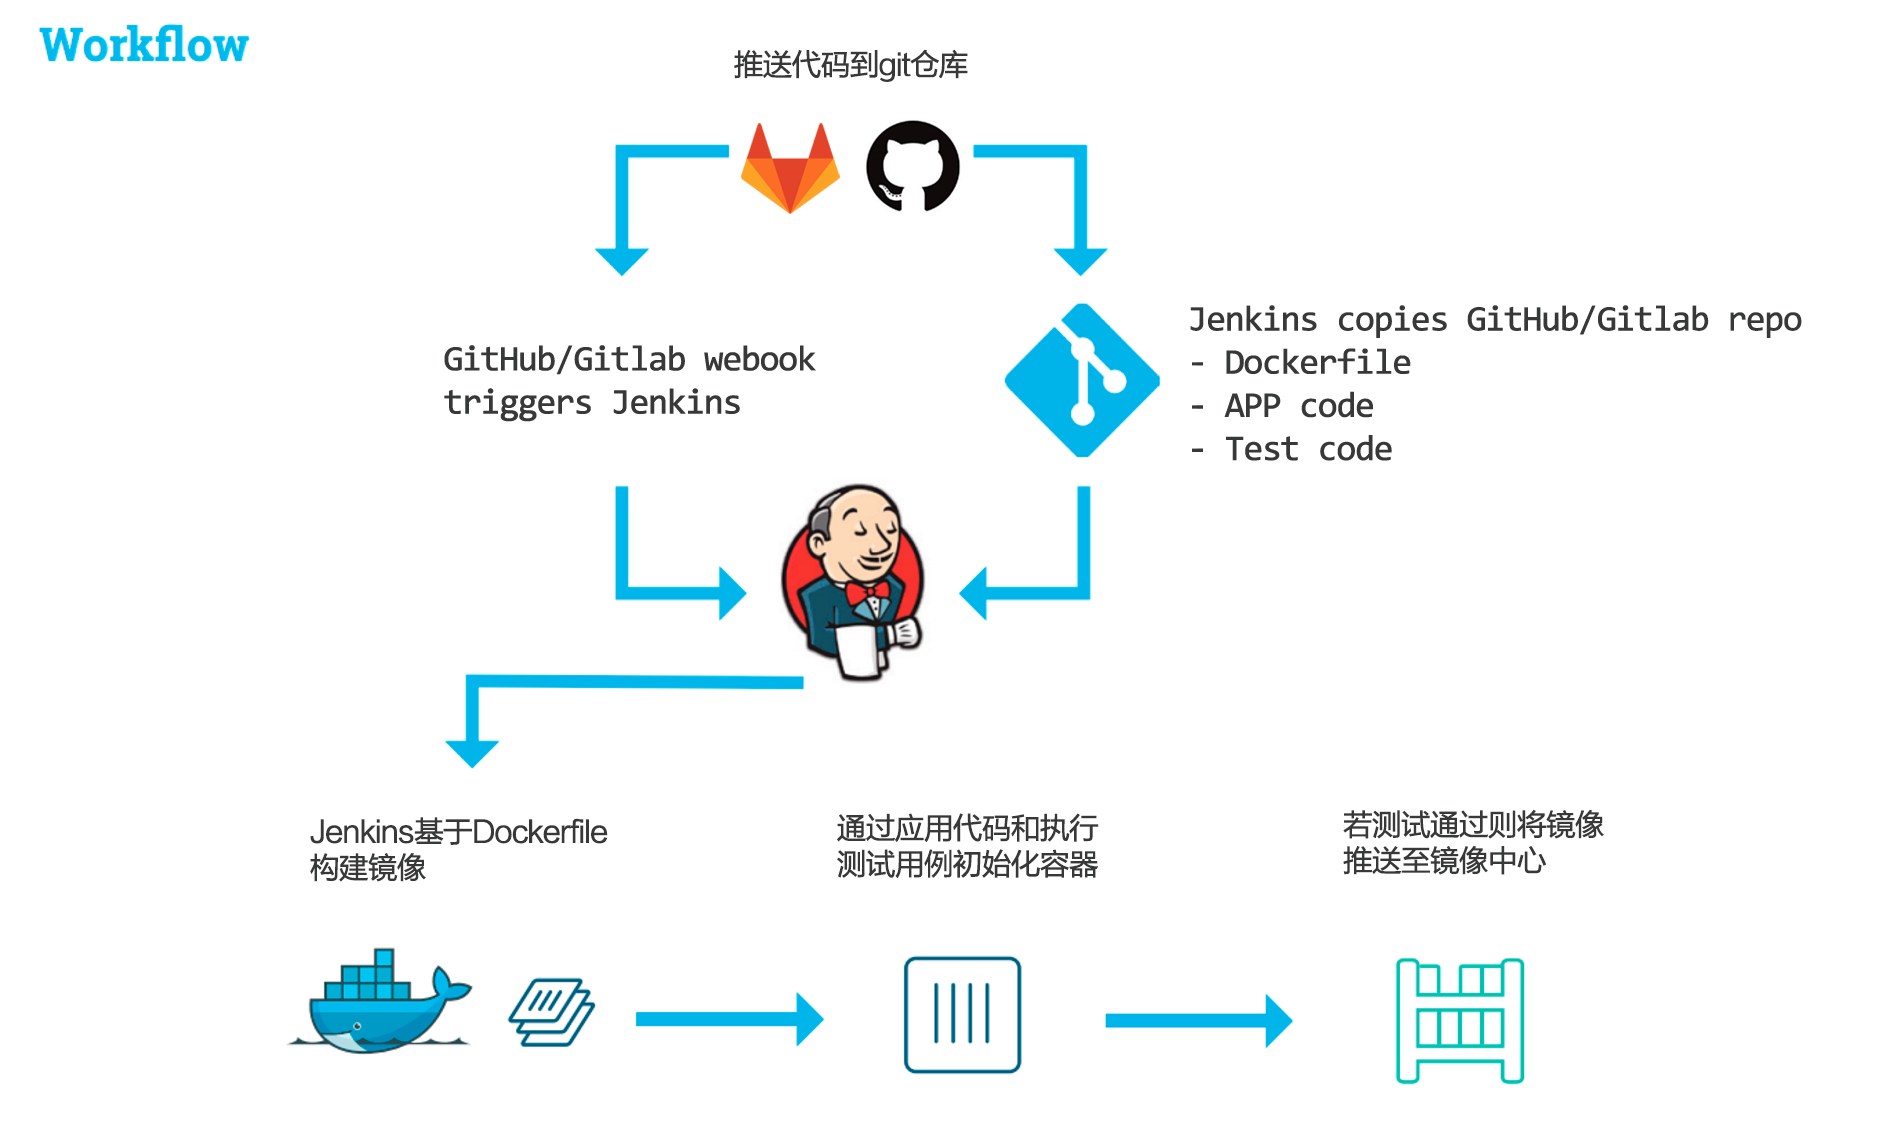 Workflow
推送代码到git仓库
GitHub/Gitlab webook
triggers Jenkins
Jenkins copies GitHub/Gitlab repo
- Dockerfile
- APP code
- Test code
Jenkins基于Dockerfile
构建镜像
通过应用代码和执行
测试用例初始化容器
若测试通过则将镜像
推送至镜像中心